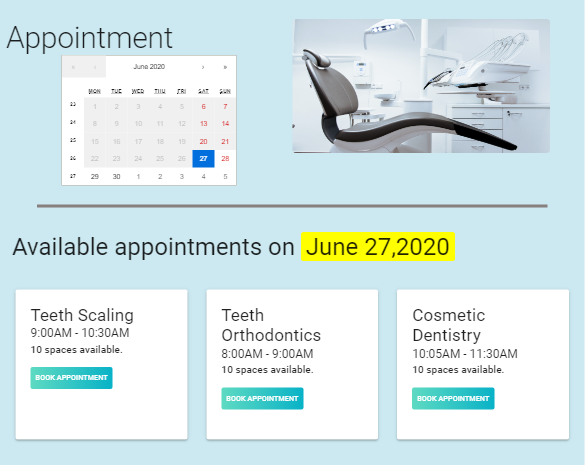 Appointment
« ‹ June 2020 › »
MON TUE WED THU FRI SAT SUN
23 1 2 3 4 5 6 7
24 8 9 10 11 12 13 14
25 15 16 17 18 19 20 21
26 22 23 24 25 26 27 28
27 29 30 1 2 3 4 5
Available appointments on June 27,2020
Teeth Scaling
9:00AM - 10:30AM
10 spaces available.
BOOK APPOINTMENT
Teeth
Orthodontics
8:00AM - 9:00AM
10 spaces available.
BOOK APPOINTMENT
Cosmetic
Dentistry
10:05AM - 11:30AM
10 spaces available.
BOOK APPOINTMENT